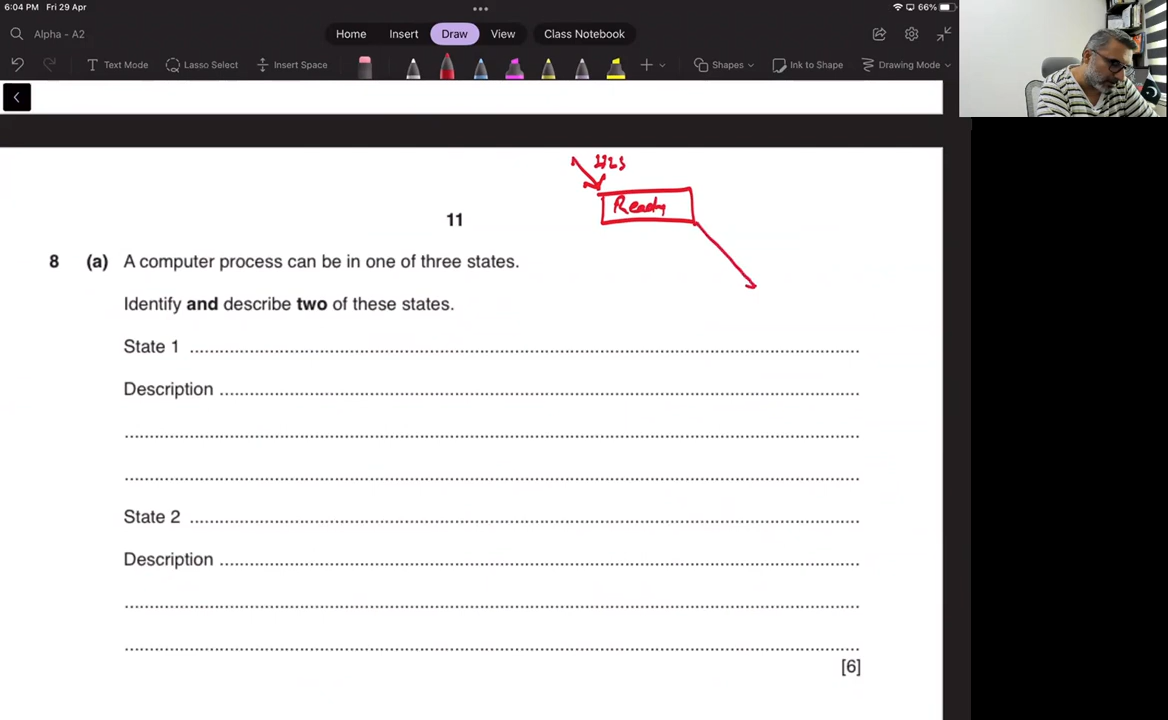 6:04 PM Fri 29 Apr
66%
Alpha - A2
Home Insert Draw View Class Notebook
Text Mode Lasso Select Insert Space Shapes Ink to Shape Drawing Mode
Ready
11
8 (a) A computer process can be in one of three states.
Identify and describe two of these states.
State 1 ................................................................
Description ................................................................
State 2 ................................................................
Description ................................................................
[6]